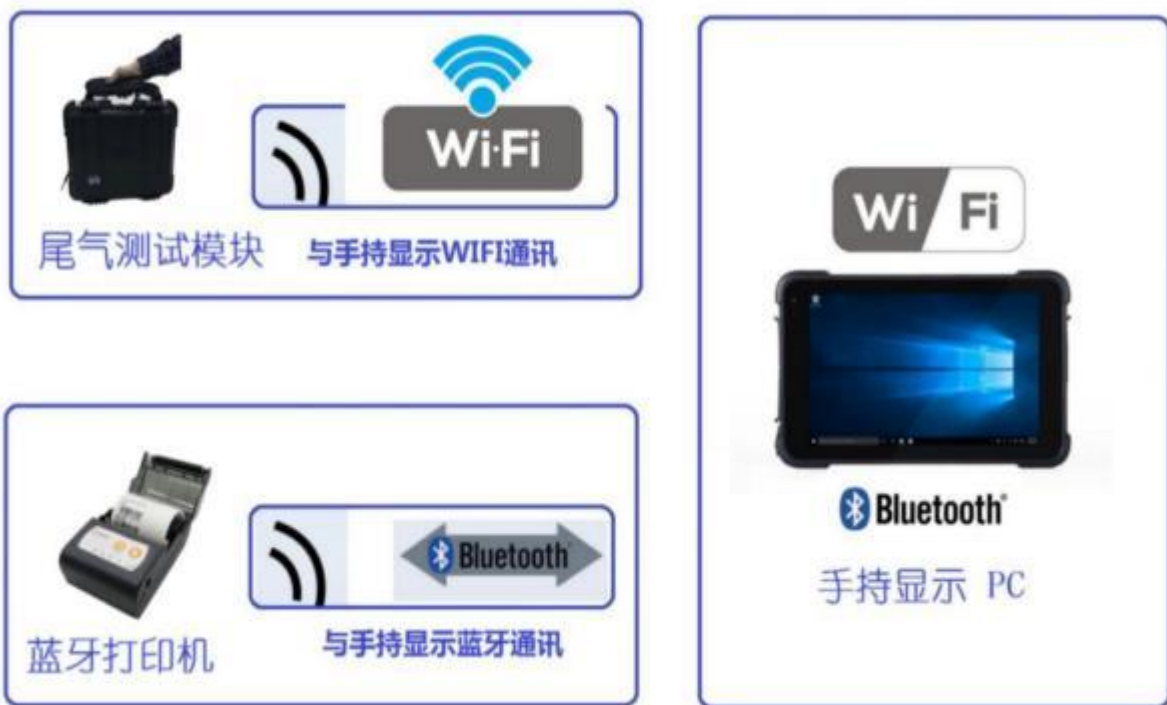 Wi·Fi
尾气测试模块
与手持显示WIFI通讯
Bluetooth
蓝牙打印机
与手持显示蓝牙通讯
Wi Fi
Bluetooth®
手持显示 PC